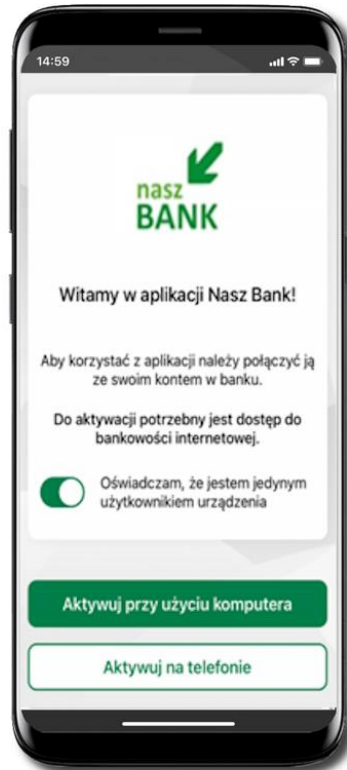 14:59
nasz
BANK
Witamy w aplikacji Nasz Bank!
Aby korzystać z aplikacji należy połączyć ją
ze swoim kontem w banku.
Do aktywacji potrzebny jest dostęp do
bankowości internetowej.
Oświadczam, że jestem jedynym
użytkownikiem urządzenia
Aktywuj przy użyciu komputera
Aktywuj na telefonie